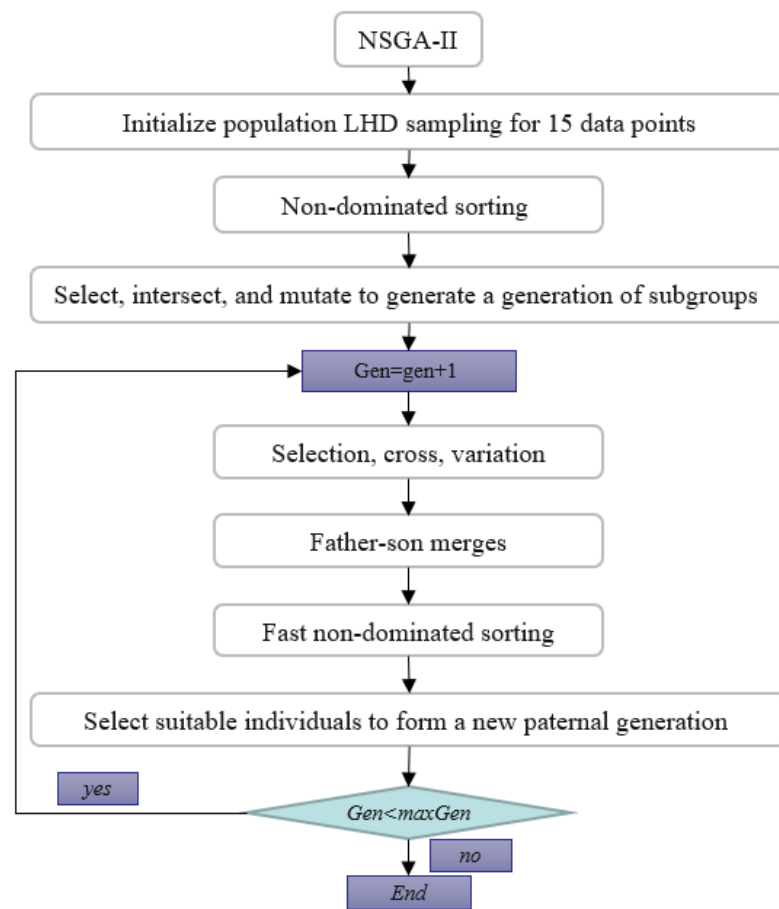 NSGA-II
Initialize population LHD sampling for 15 data points
Non-dominated sorting
Select, intersect, and mutate to generate a generation of subgroups
Gen=gen+1
Selection, cross, variation
Father-son merges
Fast non-dominated sorting
Select suitable individuals to form a new paternal generation
yes
Gen<maxGen
no
End